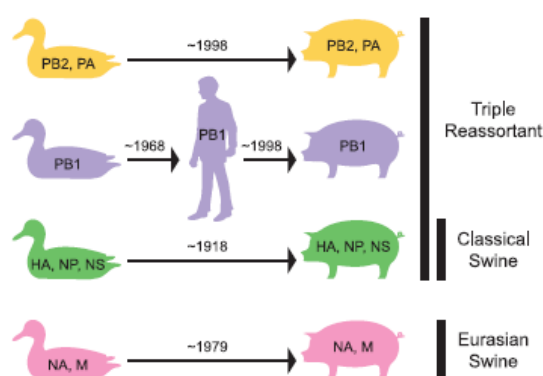 ~1998
PB2, PA
PB2, PA
Triple
Reassortant
~1968
PB1
~1998
PB1
PB1
~1918
HA, NP, NS
HA, NP, NS
Classical
Swine
~1979
NA, M
NA, M
Eurasian
Swine